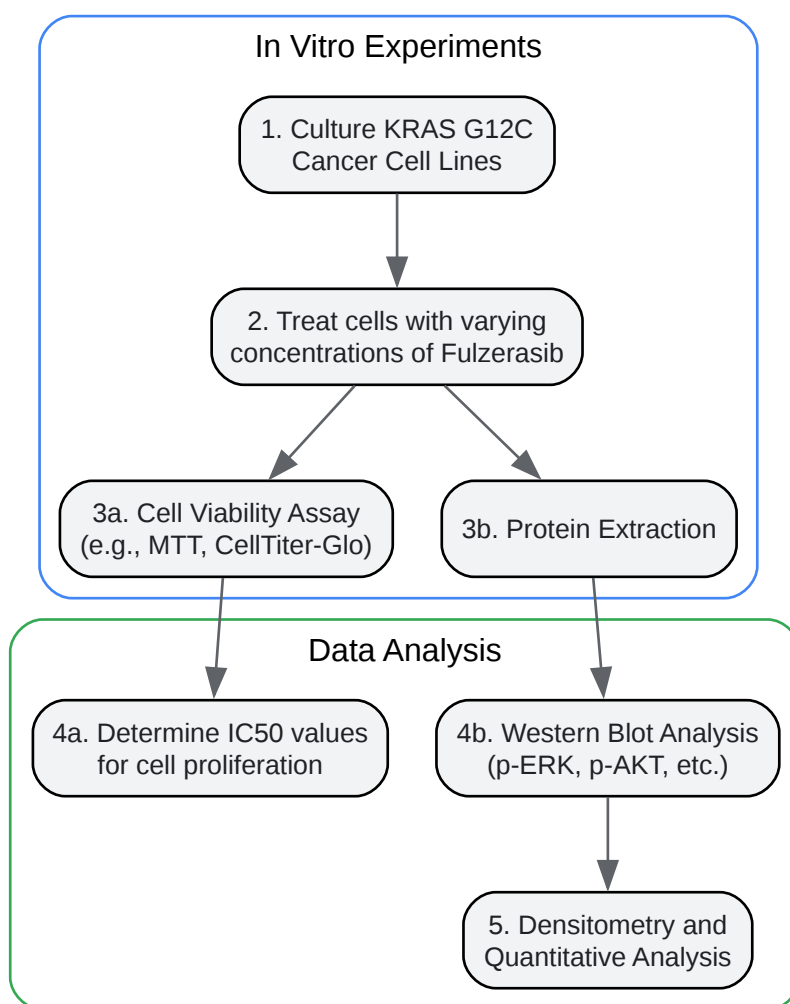 In Vitro Experiments
1. Culture KRAS G12C
Cancer Cell Lines
2. Treat cells with varying
concentrations of Fulzerasib
3a. Cell Viability Assay
(e.g., MTT, CellTiter-Glo)
3b. Protein Extraction
Data Analysis
4a. Determine IC50 values
for cell proliferation
4b. Western Blot Analysis
(p-ERK, p-AKT, etc.)
5. Densitometry and
Quantitative Analysis